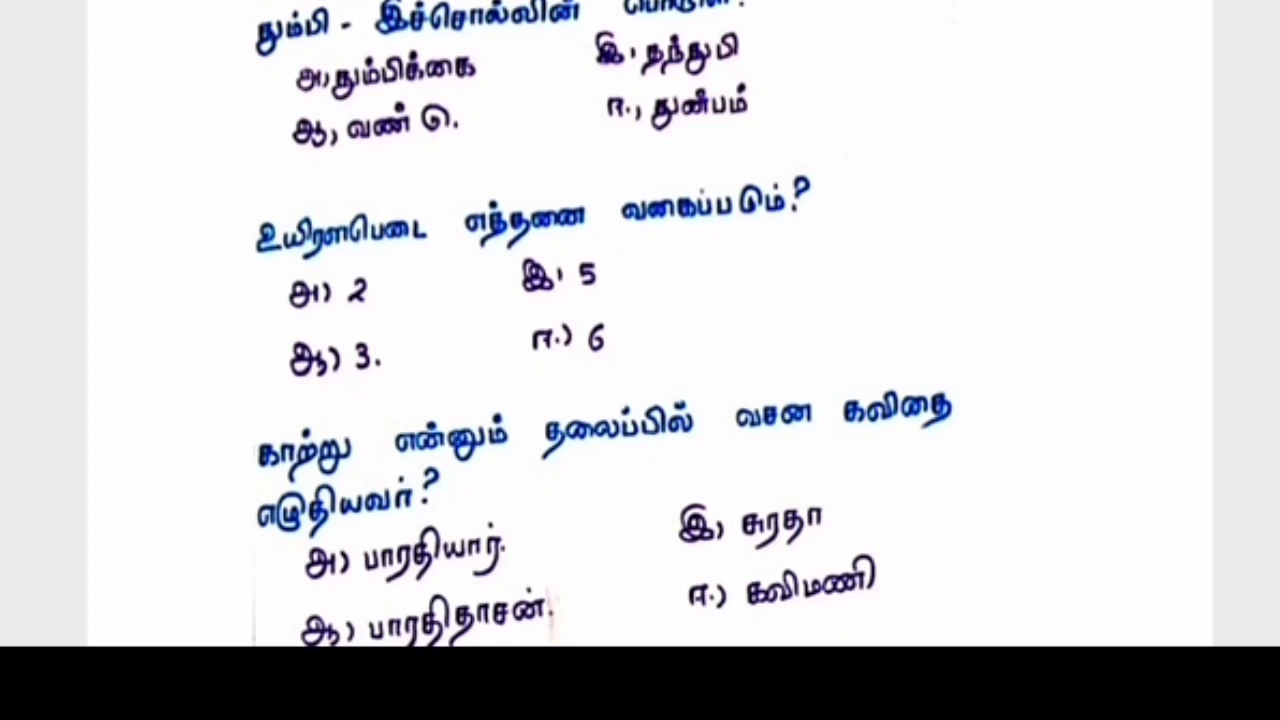 தும்பி - இச்சொல்லின் பொருள்?
அ) தும்பிக்கை இ) தந்துபி
ஆ) வண் டு. ஈ.) துன்பம்
உயிரளபெடை எத்தனை வகைப்படும்?
அ) 2 இ) 5
ஆ) 3. ஈ.) 6
காற்று என்னும் தலைப்பில் வசன கவிதை
எழுதியவர்?
அ) பாரதியார். இ) சுரதா
ஆ) பாரதிதாசன். ஈ.) கவிமணி